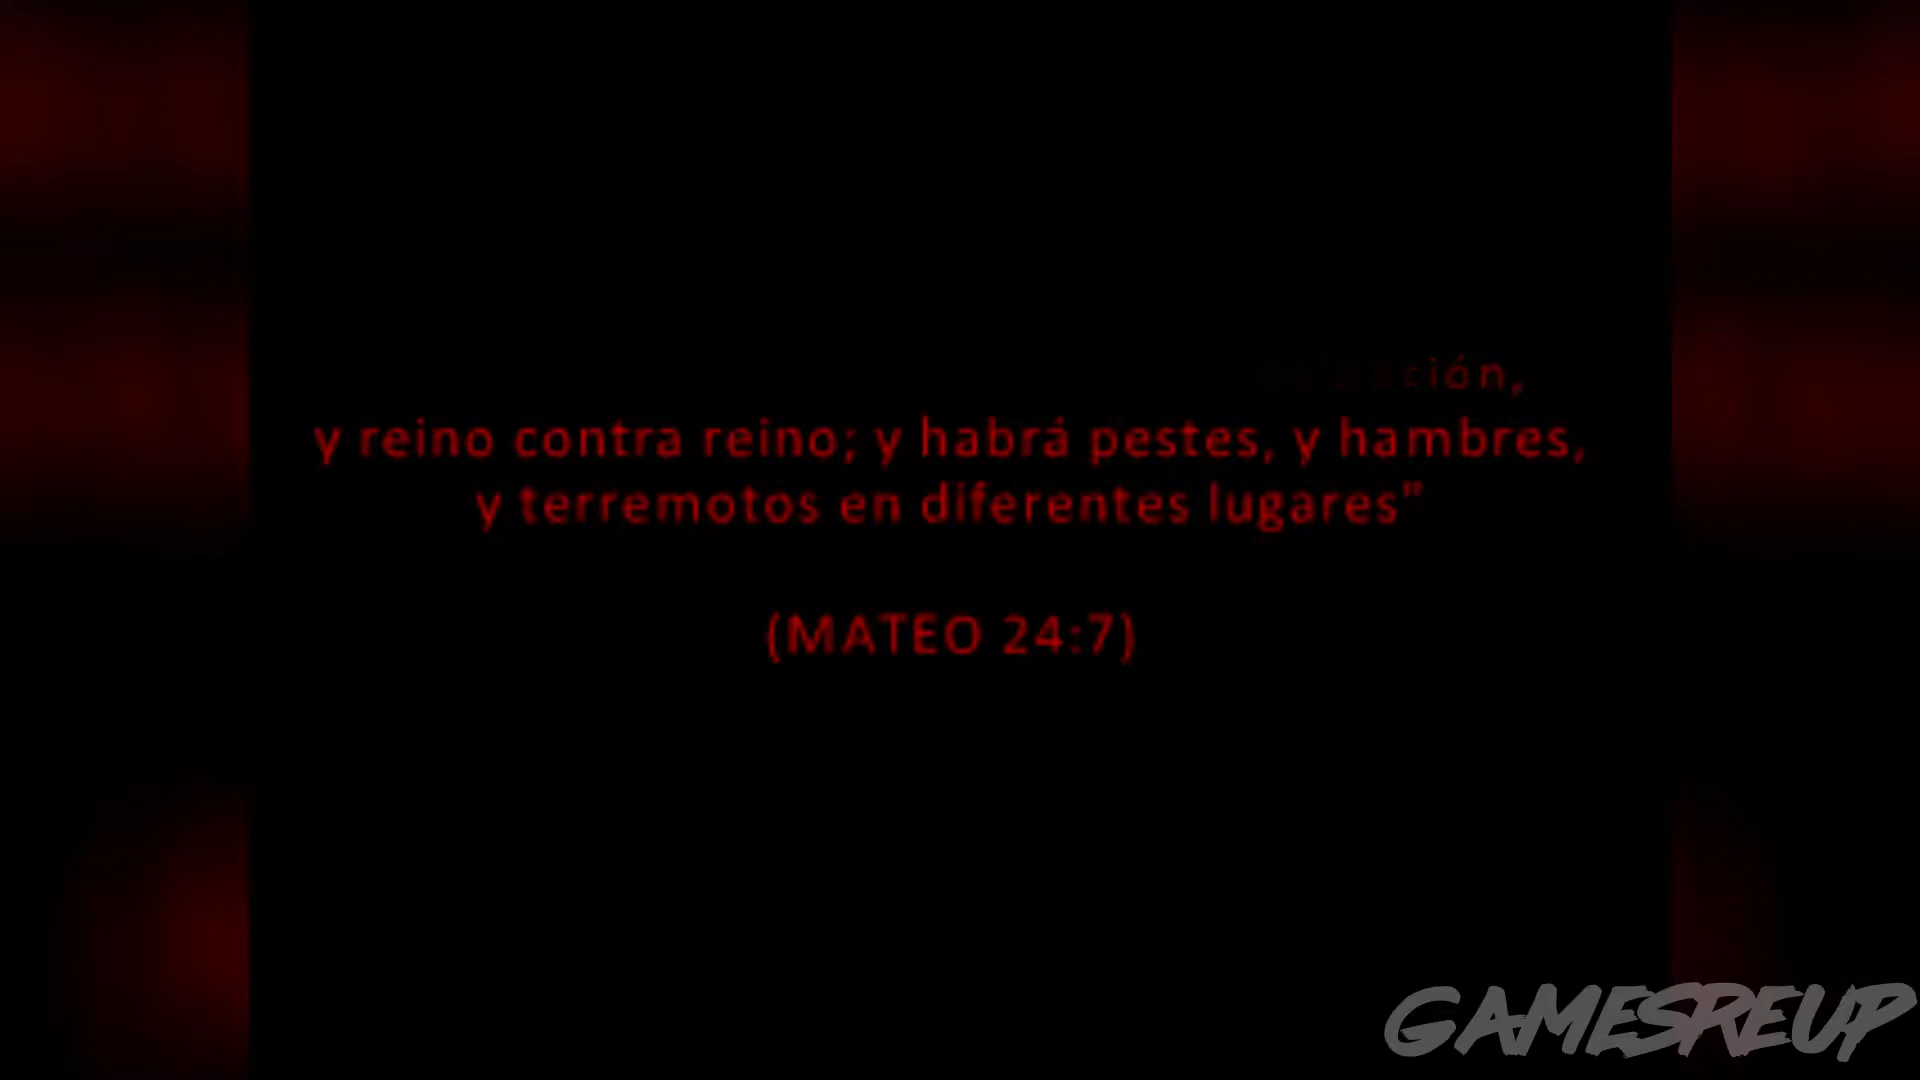 y reino contra reino; y habrá pestes, y hambres,
y terremotos en diferentes lugares"
(MATEO 24:7)
GAMESREUP